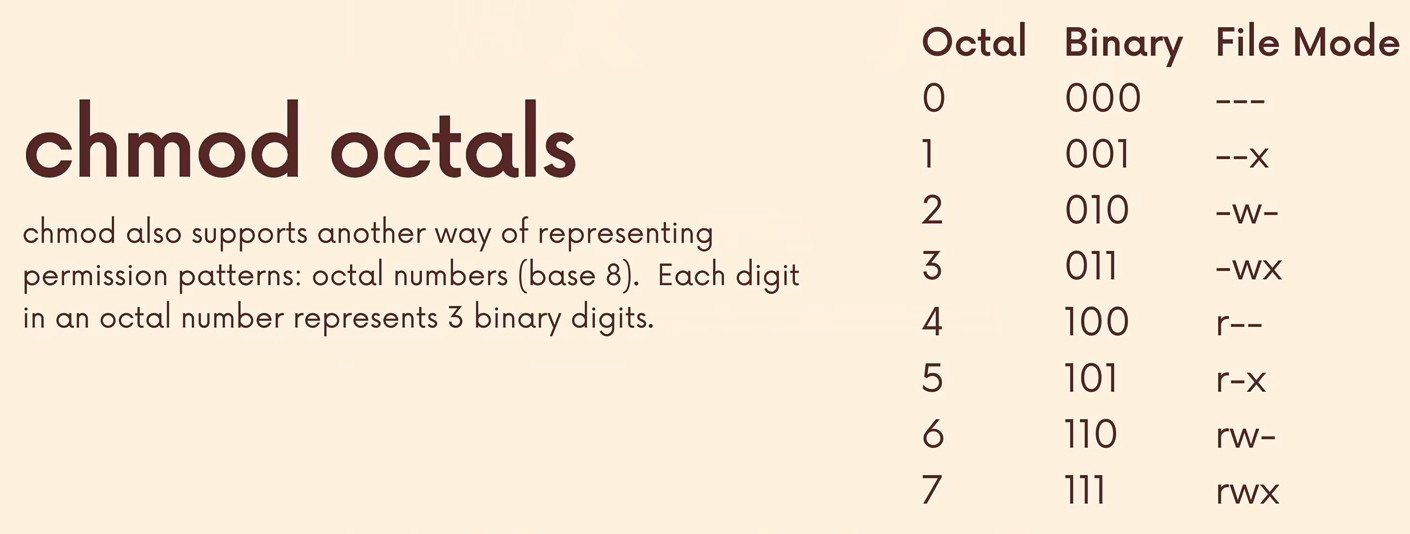 chmod octals
chmod also supports another way of representing
permission patterns: octal numbers (base 8).  Each digit
in an octal number represents 3 binary digits.
Octal Binary File Mode
0 000 ---
1 001 --x
2 010 -w-
3 011 -wx
4 100 r--
5 101 r-x
6 110 rw-
7 111 rwx